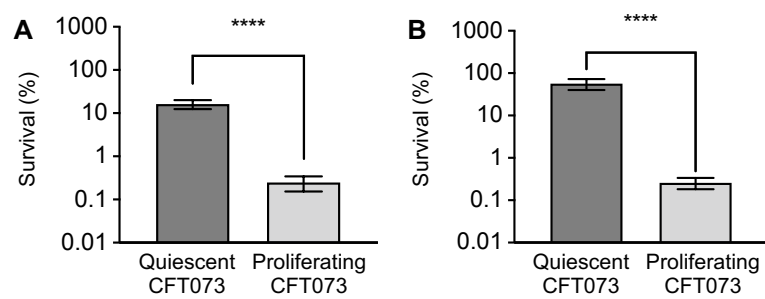 A
****
1000
100
10
1
0.1
0.01
Survival (%)
Quiescent
CFT073
Proliferating
CFT073
B
****
1000
100
10
1
0.1
0.01
Survival (%)
Quiescent
CFT073
Proliferating
CFT073